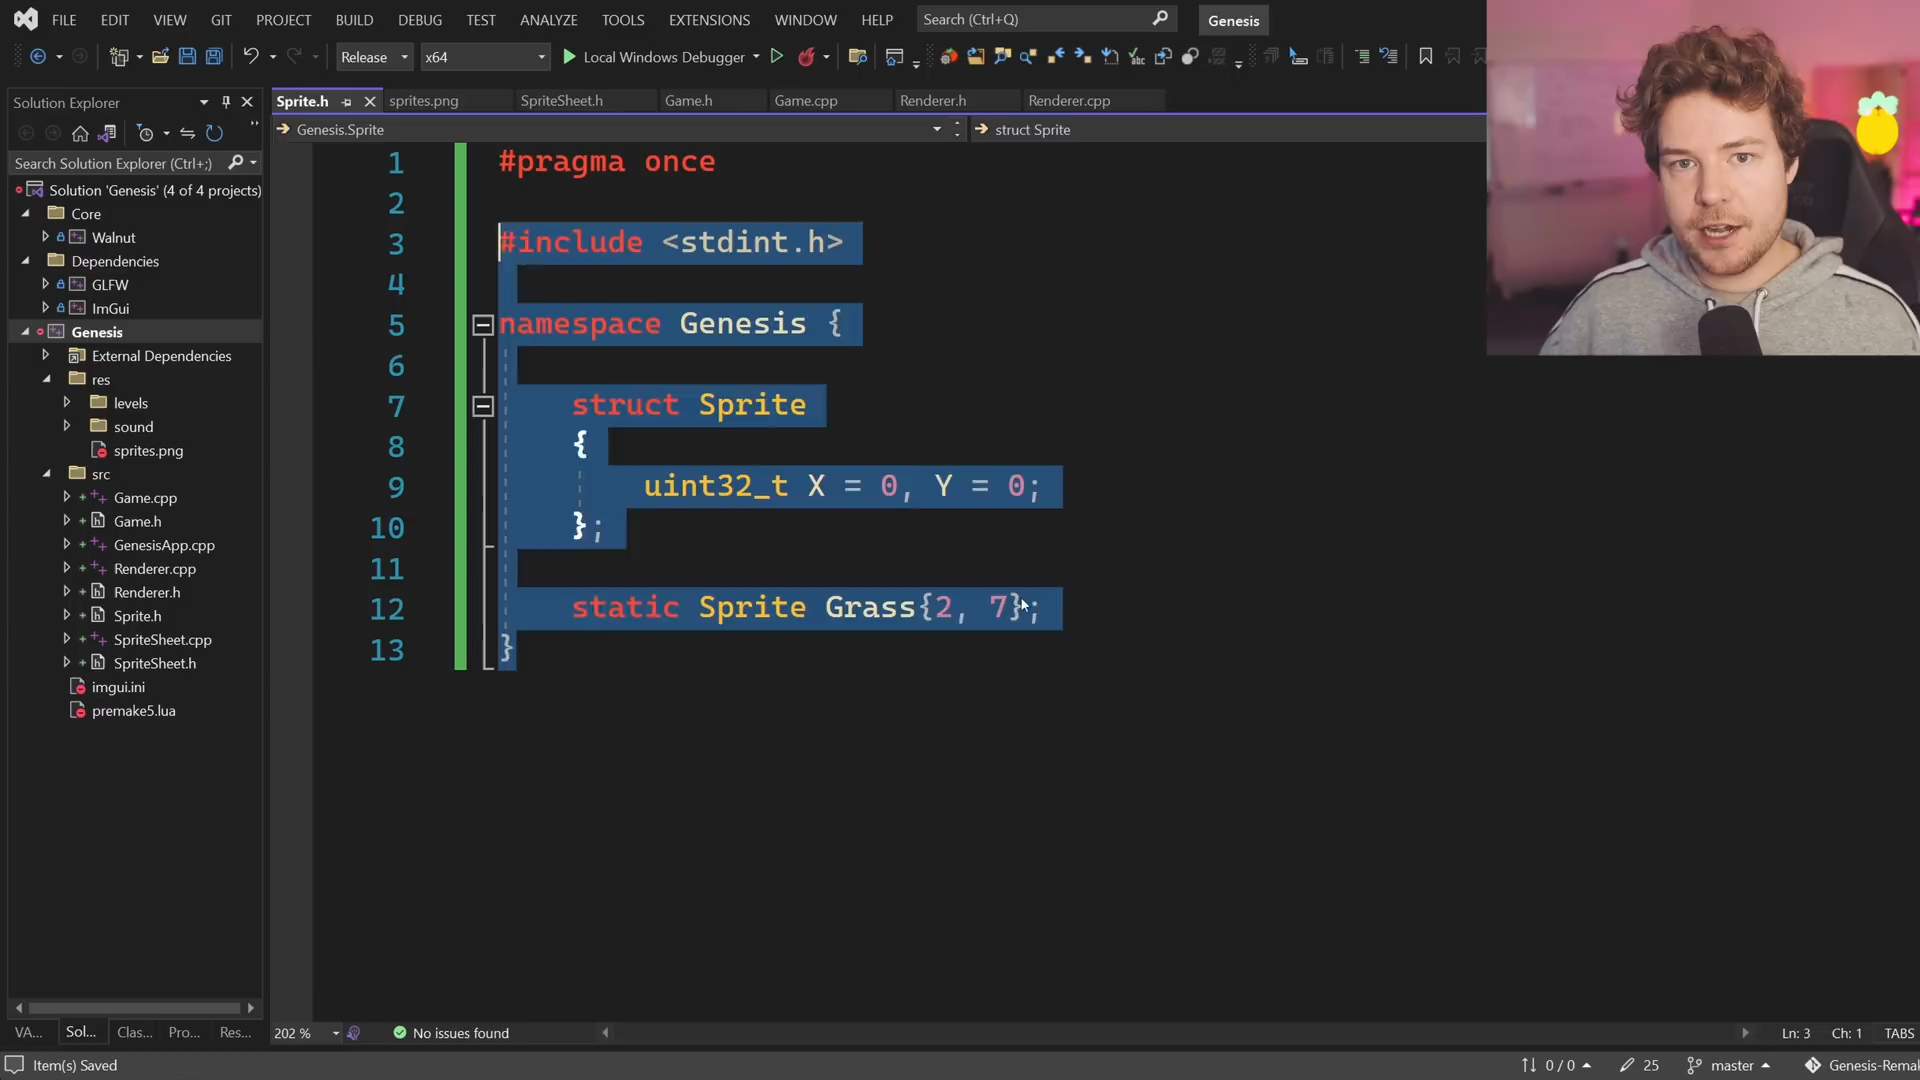 FILE EDIT VIEW GIT PROJECT BUILD DEBUG TEST ANALYZE TOOLS EXTENSIONS WINDOW HELP Search (Ctrl+Q) Genesis
Release x64 Local Windows Debugger
Solution Explorer
Search Solution Explorer (Ctrl+;)
Solution 'Genesis' (4 of 4 projects)
Core
Walnut
Dependencies
GLFW
ImGui
Genesis
External Dependencies
res
levels
sound
sprites.png
src
Game.cpp
Game.h
GenesisApp.cpp
Renderer.cpp
Renderer.h
Sprite.h
SpriteSheet.cpp
SpriteSheet.h
imgui.ini
premake5.lua
VA... Sol... Clas... Pro... Res...
Sprite.h sprites.png SpriteSheet.h Game.h Game.cpp Renderer.h Renderer.cpp
Genesis.Sprite struct Sprite
1 #pragma once
2
3 #include <stdint.h>
4
5 namespace Genesis {
6
7 struct Sprite
8 {
9 uint32_t X = 0, Y = 0;
10 };
11
12 static Sprite Grass{2, 7};
13 }
202 % No issues found Ln: 3 Ch: 1 TABS
Item(s) Saved 0 / 0 25 master Genesis-Remak